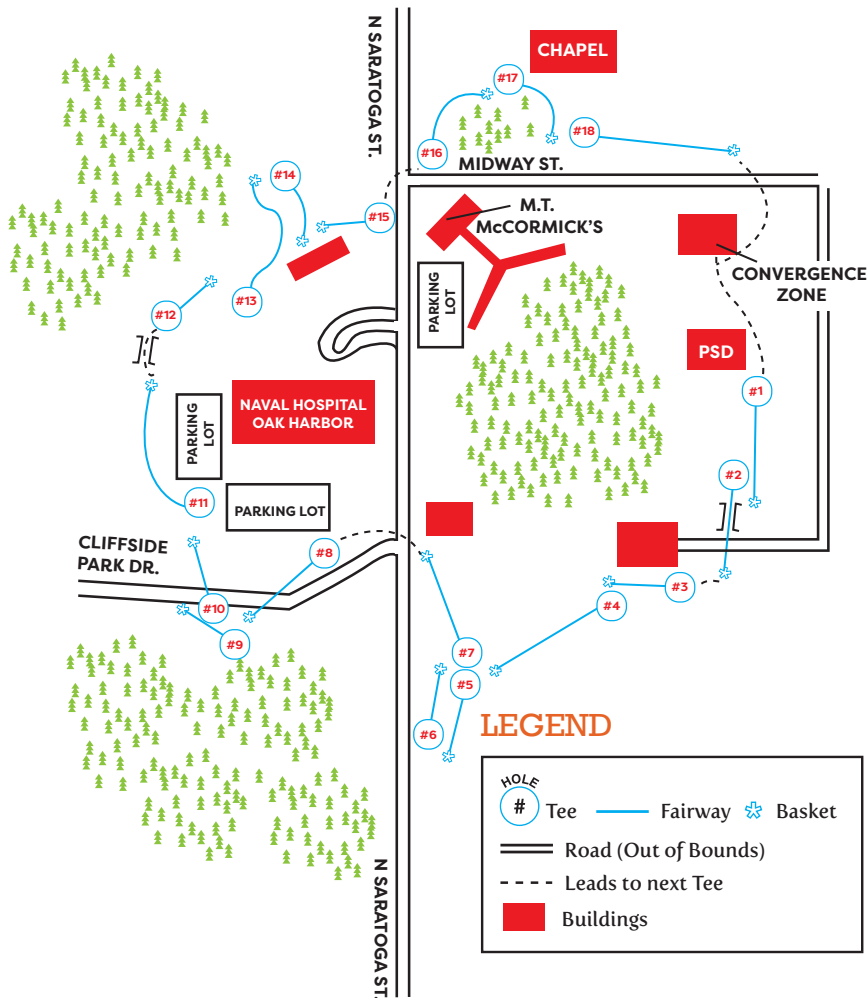 N SARATOGA ST.
CHAPEL
#17
#18
#16
MIDWAY ST.
#14
#15
M.T.
McCORMICK'S
CONVERGENCE
ZONE
#13
#12
PARKING
LOT
PSD
#1
NAVAL HOSPITAL
OAK HARBOR
PARKING
LOT
#2
#11
PARKING LOT
CLIFFSIDE
PARK DR.
#8
#3
#10
#4
#9
#7
#5
#6
LEGEND
HOLE
# Tee
Fairway
Basket
Road (Out of Bounds)
Leads to next Tee
Buildings
N SARATOGA ST.